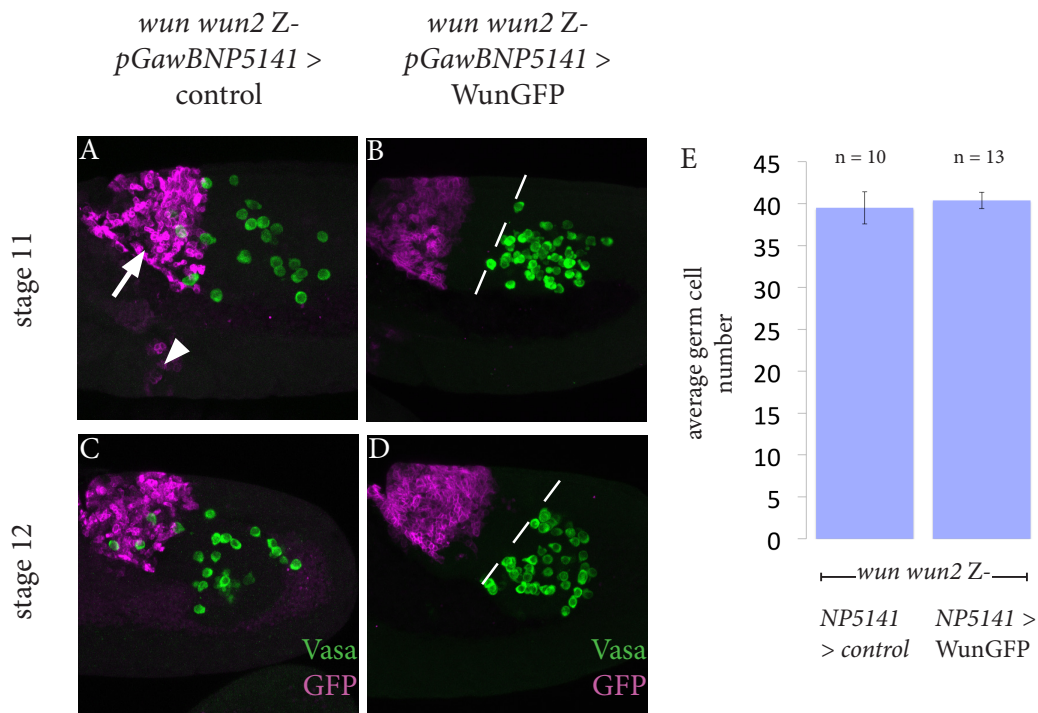 wun wun2 Z-
pGawBNP5141 >
control
wun wun2 Z-
pGawBNP5141 >
WunGFP
stage 11
A
B
stage 12
C
Vasa
GFP
D
Vasa
GFP
E
n = 10
n = 13
average germ cell
number
45
40
35
30
25
20
15
10
5
0
wun wun2 Z-
NP5141
> control
NP5141 >
WunGFP